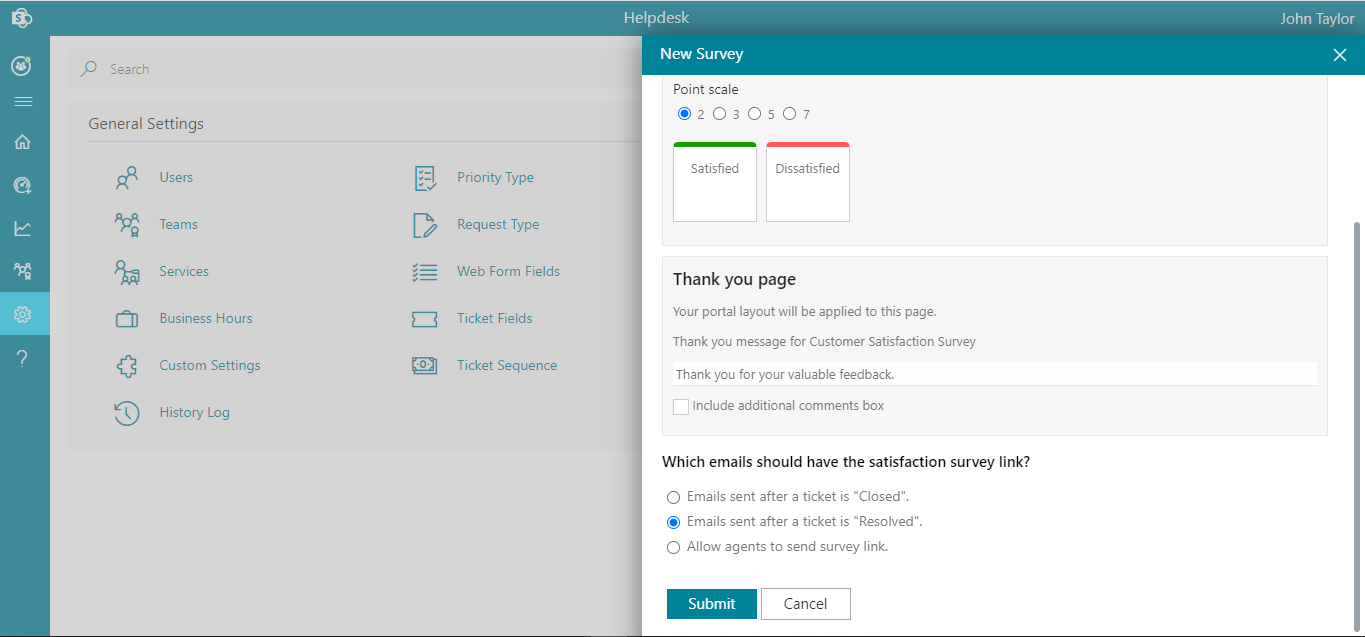 Helpdesk
John Taylor
Search
General Settings
Users
Priority Type
Teams
Request Type
Services
Web Form Fields
Business Hours
Ticket Fields
Custom Settings
Ticket Sequence
History Log
New Survey
Point scale
2 3 5 7
Satisfied
Dissatisfied
Thank you page
Your portal layout will be applied to this page.
Thank you message for Customer Satisfaction Survey
Thank you for your valuable feedback.
Include additional comments box
Which emails should have the satisfaction survey link?
Emails sent after a ticket is "Closed".
Emails sent after a ticket is "Resolved".
Allow agents to send survey link.
Submit
Cancel